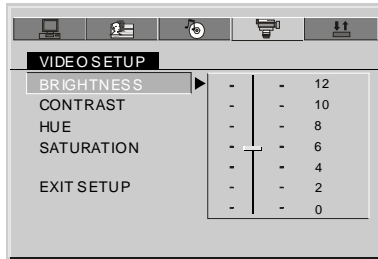 VIDEO SETUP
BRIGHTNESS
CONTRAST
HUE
SATURATION
EXIT SETUP
12
10
8
6
4
2
0